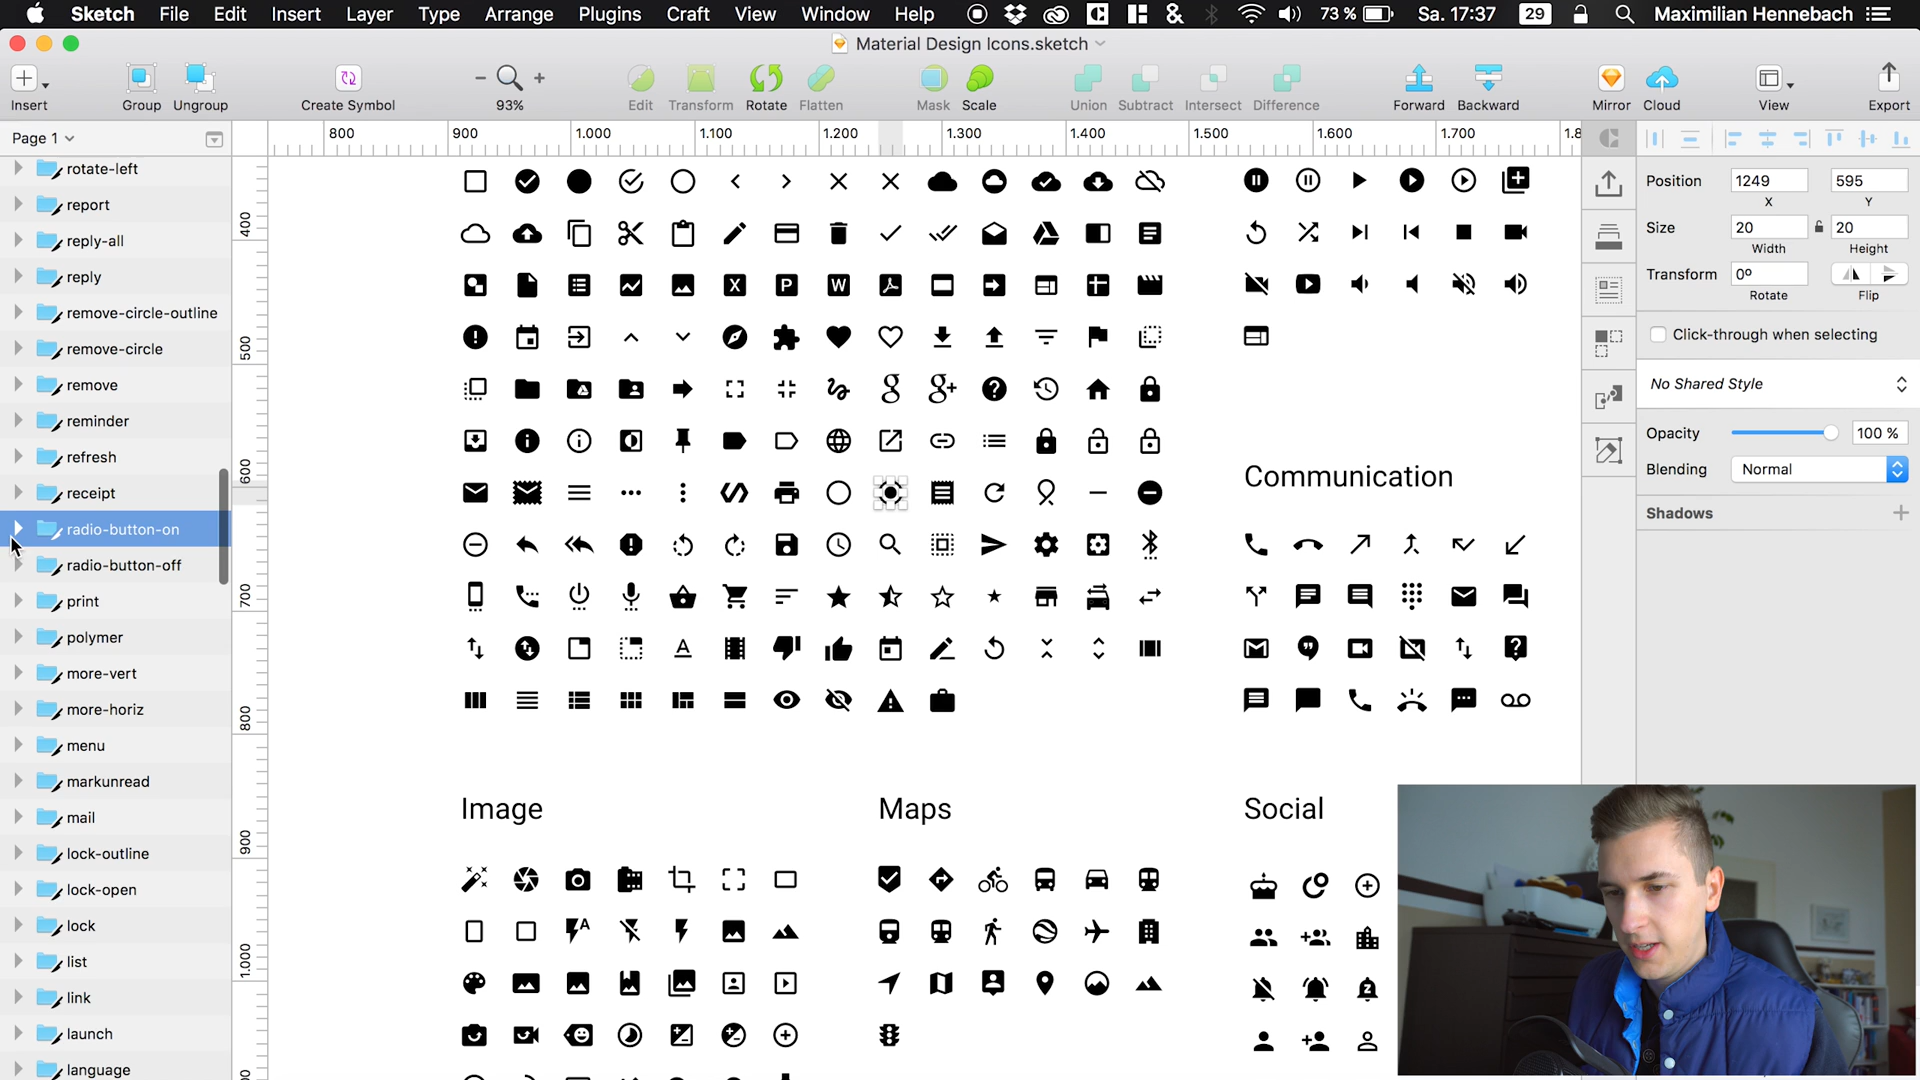 Sketch File Edit Insert Layer Type Arrange Plugins Craft View Window Help 73 % Sa. 17:37 29 Maximilian Hennebach
Material Design Icons.sketch
Insert Group Ungroup Create Symbol 93% Edit Transform Rotate Flatten Mask Scale Union Subtract Intersect Difference Forward Backward Mirror Cloud View Export
Page 1
800 900 1.000 1.100 1.200 1.300 1.400 1.500 1.600 1.700 1.8
rotate-left
report
reply-all
reply
remove-circle-outline
remove-circle
remove
reminder
refresh
receipt
radio-button-on
radio-button-off
print
polymer
more-vert
more-horiz
menu
markunread
mail
lock-outline
lock-open
lock
list
link
launch
language
400
500
600
700
800
900
1.000
X P W
g g+
A
Communication
Image
Maps
Social
A
Position 1249 595
X Y
Size 20 20
Width Height
Transform 0º
Rotate Flip
Click-through when selecting
No Shared Style
Opacity 100 %
Blending Normal
Shadows